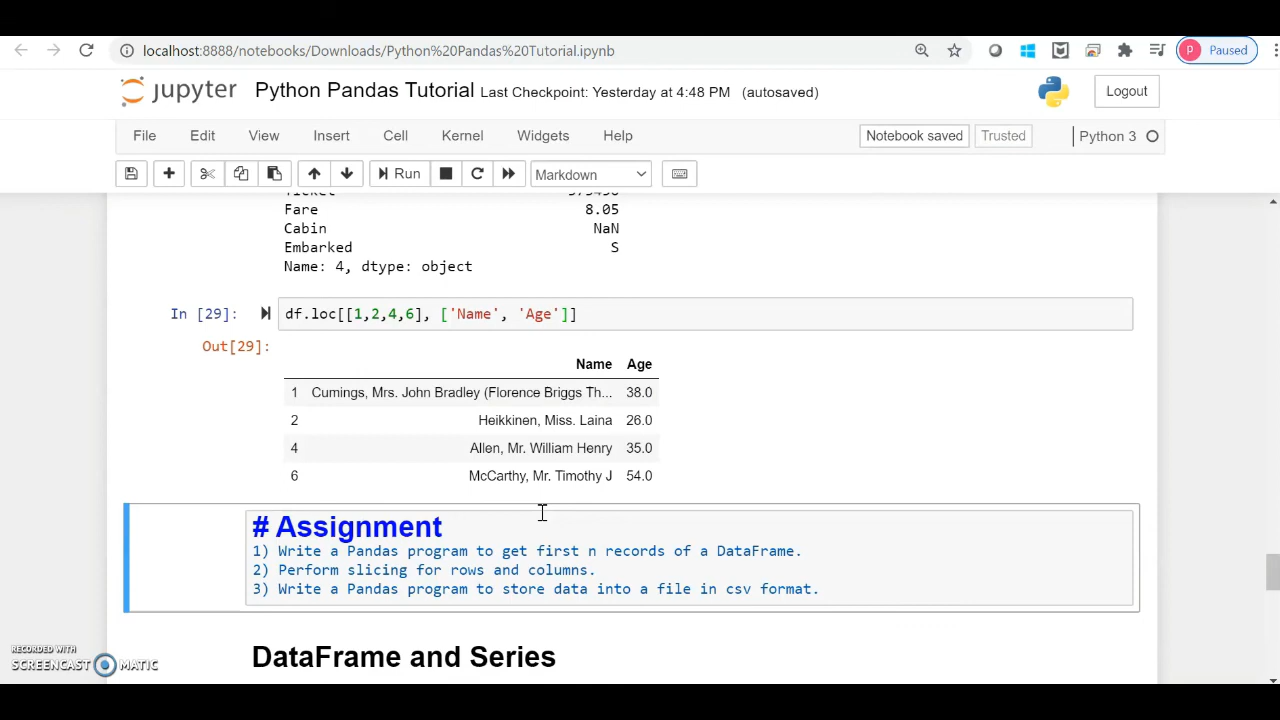 localhost:8888/notebooks/Downloads/Python%20Pandas%20Tutorial.ipynb
P Paused
jupyter Python Pandas Tutorial Last Checkpoint: Yesterday at 4:48 PM (autosaved)
Logout
File Edit View Insert Cell Kernel Widgets Help
Notebook saved Trusted Python 3
Run Markdown
Fare 8.05
Cabin NaN
Embarked S
Name: 4, dtype: object
In [29]: df.loc[[1,2,4,6], ['Name', 'Age']]
Out[29]:
Name Age
1 Cumings, Mrs. John Bradley (Florence Briggs Th... 38.0
2 Heikkinen, Miss. Laina 26.0
4 Allen, Mr. William Henry 35.0
6 McCarthy, Mr. Timothy J 54.0
# Assignment
1) Write a Pandas program to get first n records of a DataFrame.
2) Perform slicing for rows and columns.
3) Write a Pandas program to store data into a file in csv format.
DataFrame and Series
RECORDED WITH
SCREENCAST MATIC